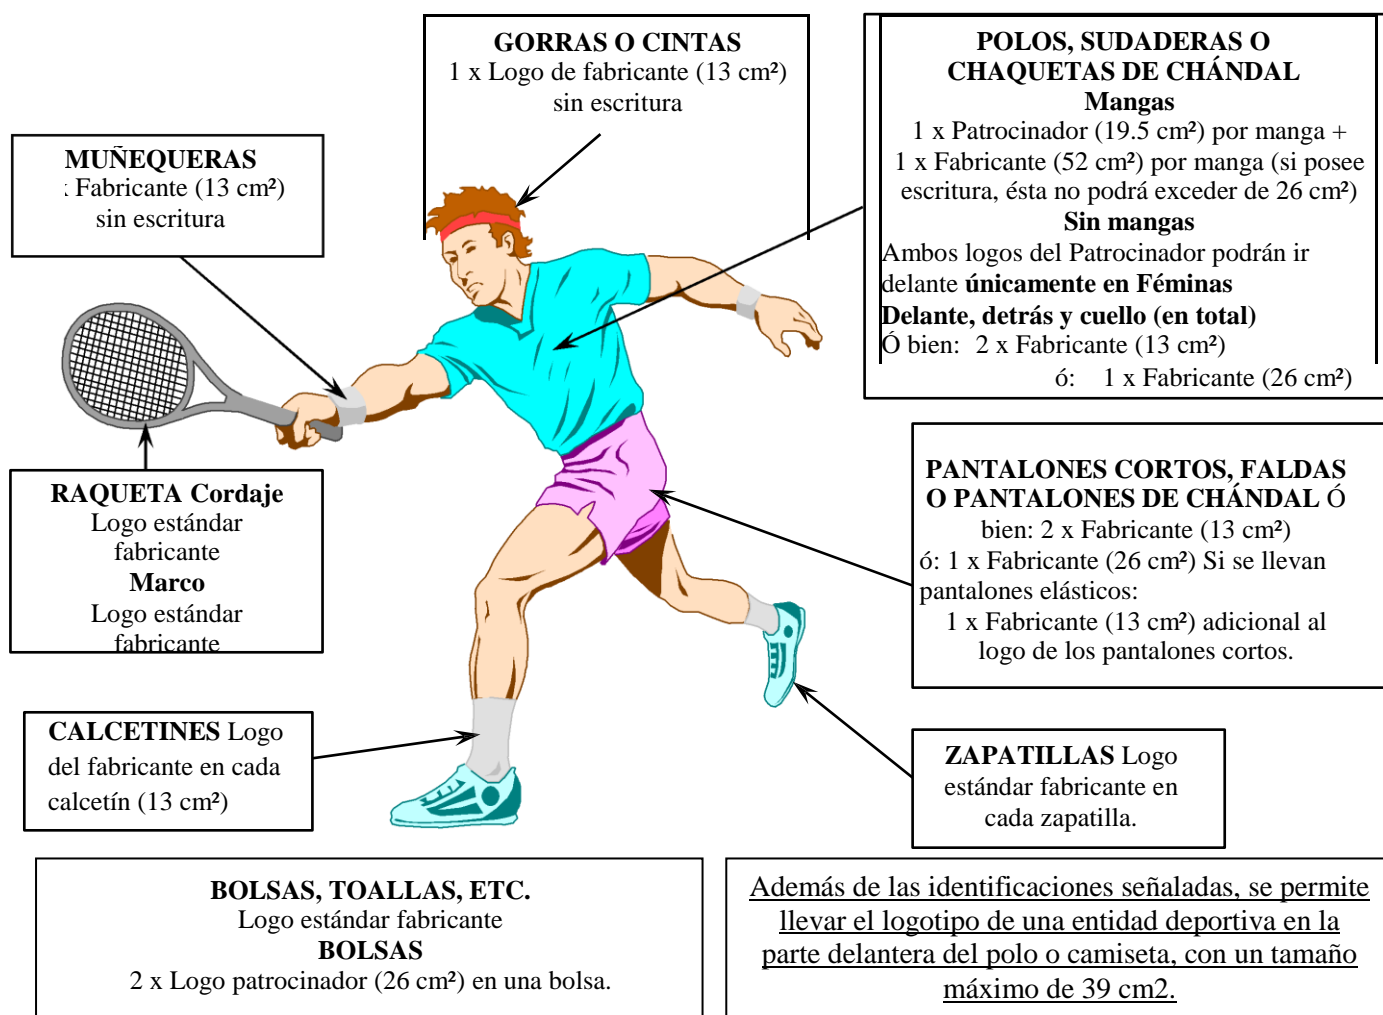 GORRAS O CINTAS
1 x Logo de fabricante (13 cm²)
sin escritura
POLOS, SUDADERAS O
CHAQUETAS DE CHÁNDAL
Mangas
1 x Patrocinador (19.5 cm²) por manga +
1 x Fabricante (52 cm²) por manga (si posee
escritura, ésta no podrá exceder de 26 cm²)
Sin mangas
Ambos logos del Patrocinador podrán ir
delante únicamente en Féminas
Delante, detrás y cuello (en total)
Ó bien: 2 x Fabricante (13 cm²)
ó: 1 x Fabricante (26 cm²)
MUÑEQUERAS
x Fabricante (13 cm²)
sin escritura
RAQUETA Cordaje
Logo estándar
fabricante
Marco
Logo estándar
fabricante
PANTALONES CORTOS, FALDAS
O PANTALONES DE CHÁNDAL Ó
bien: 2 x Fabricante (13 cm²)
ó: 1 x Fabricante (26 cm²) Si se llevan
pantalones elásticos:
1 x Fabricante (13 cm²) adicional al
logo de los pantalones cortos.
CALCETINES Logo
del fabricante en cada
calcetín (13 cm²)
ZAPATILLAS Logo
estándar fabricante en
cada zapatilla.
BOLSAS, TOALLAS, ETC.
Logo estándar fabricante
BOLSAS
2 x Logo patrocinador (26 cm²) en una bolsa.
Además de las identificaciones señaladas, se permite
llevar el logotipo de una entidad deportiva en la
parte delantera del polo o camiseta, con un tamaño
máximo de 39 cm2.